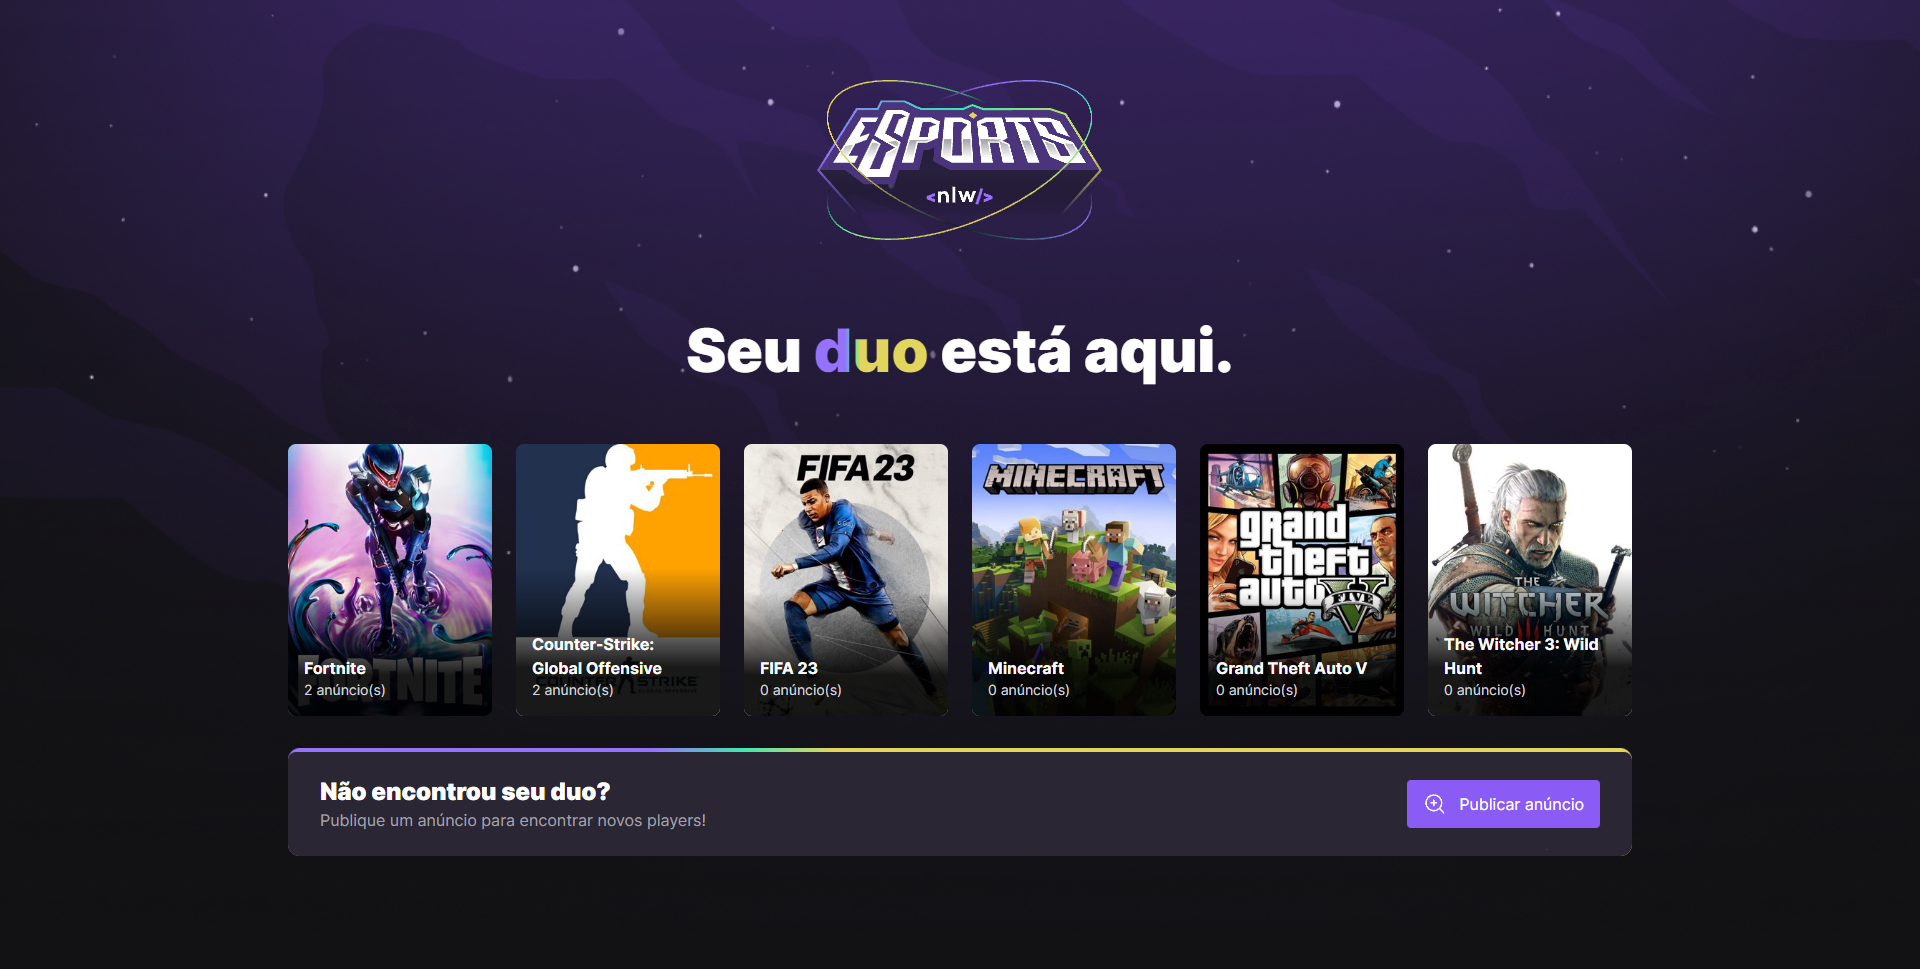 ESPORTS
<nlw/>
Seu duo está aqui.
FORTNITE
Fortnite
2 anúncio(s)
Counter-Strike:
Global Offensive
COUNTER STRIKE
GLOBAL OFFENSIVE
2 anúncio(s)
FIFA 23
FIFA 23
0 anúncio(s)
MINECRAFT
Minecraft
0 anúncio(s)
grand
theft
auto
FIVE
V
Grand Theft Auto V
0 anúncio(s)
THE
WITCHER
WILD HUNT
The Witcher 3: Wild
Hunt
0 anúncio(s)
Não encontrou seu duo?
Publique um anúncio para encontrar novos players!
Publicar anúncio